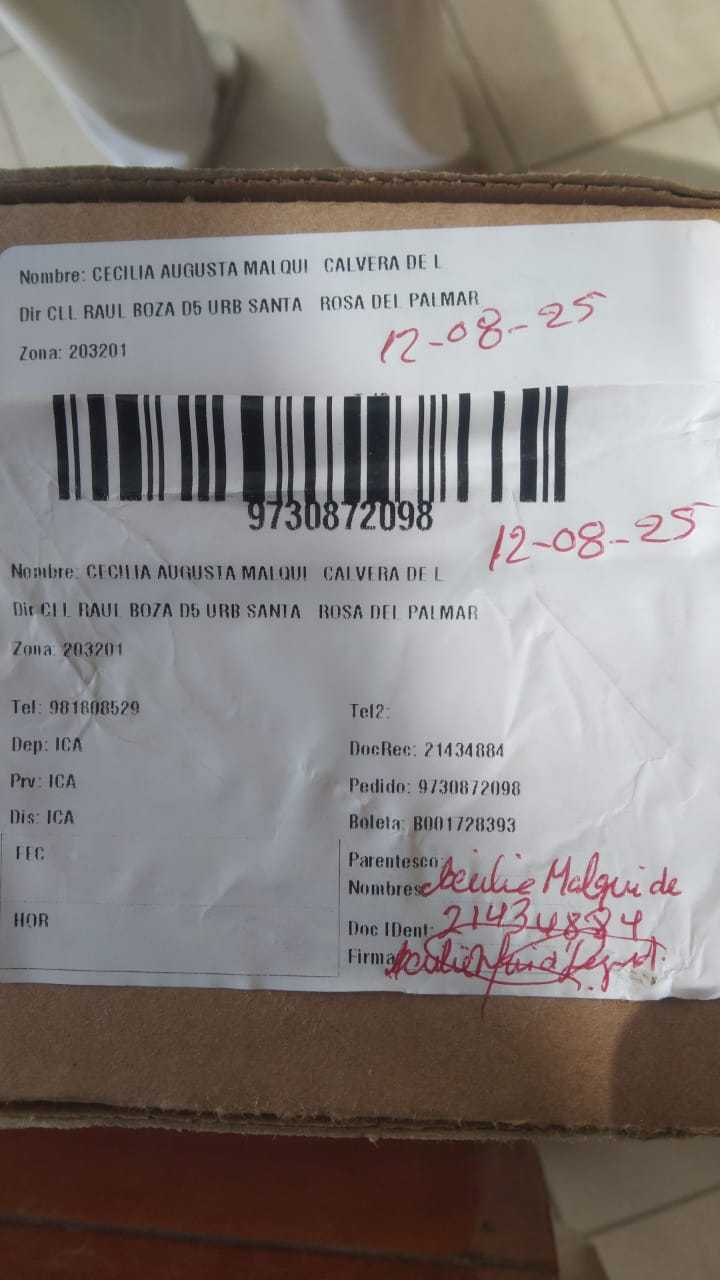 Nombre: CECILIA AUGUSTA MALQUI CALVERA DE L
Dir CLL RAUL BOZA D5 URB SANTA ROSA DEL PALMAR
Zona: 203201
12-08-25
9730872098
12-08-25
Nombre: CECILIA AUGUSTA MALQUI CALVERA DE L
Dir CLL RAUL BOZA D5 URB SANTA ROSA DEL PALMAR
Zona: 203201
Tel: 981808529
Tel2:
Dep: ICA
DocRec: 21434884
Prv: ICA
Pedido: 9730872098
Dis: ICA
Boleta: B001728393
FEC
Parentesco:
Nombres Malqui de
HOR
Doc IDent: 21434884
Firma